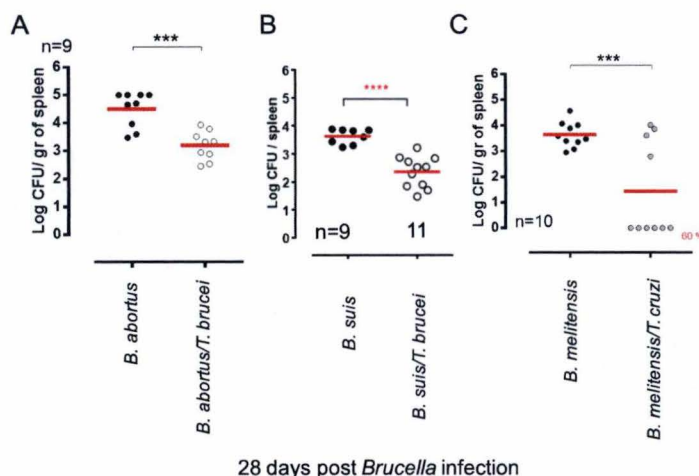 A
n=9
***
Log CFU/ gr of spleen
6
5
4
3
2
1
0
B. abortus
B. abortus/T. brucei
B
****
Log CFU / spleen
6
5
4
3
2
1
0
n=9
11
B. suis
B. suis/T. brucei
C
***
Log CFU/ gr of spleen
6
5
4
3
2
1
0
n=10
60 %
B. melitensis
B. melitensis/T. cruzi
28 days post Brucella infection